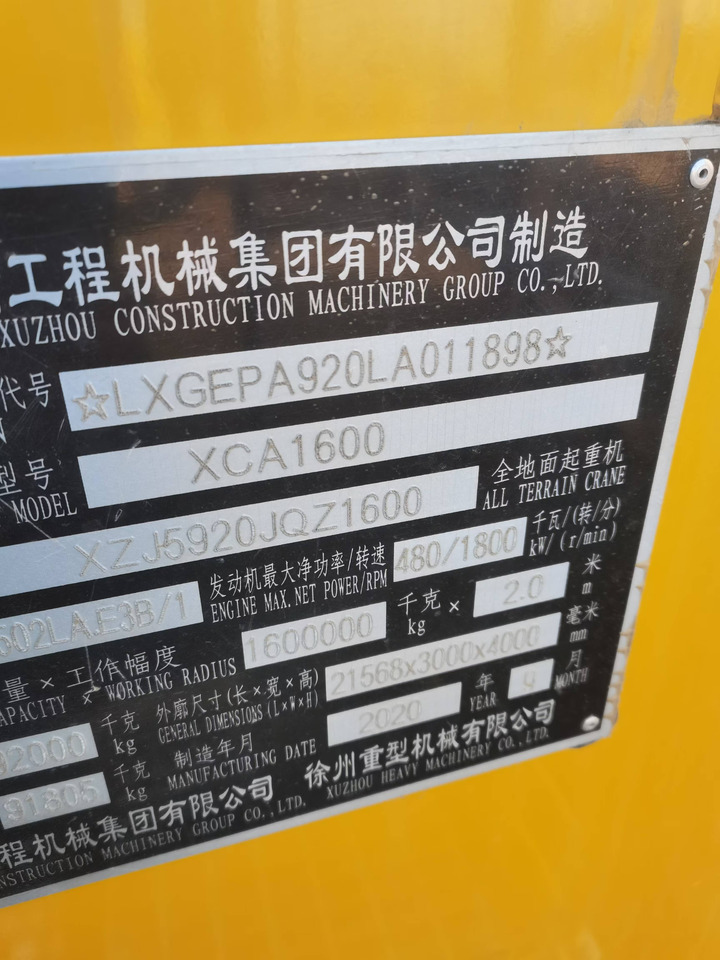 工程机械集团有限公司制造
XUZHOU CONSTRUCTION MACHINERY GROUP CO.,LTD.
代号 ☆LXGEPA920LA011898☆
型号 XCA1600 全地面起重机
MODEL ALL TERRAIN CRANE
XZJ5920JQZ1600
502LA.E3B/1 发动机最大净功率/转速 480/1800 千瓦/(转/分)
ENGINE MAX.NET POWER/RPM kW/(r/min)
量 × 工作幅度 1600000 千克 × 2.0 米
CAPACITY × WORKING RADIUS kg m
92000 千克 外廓尺寸(长×宽×高) 21568x3000x4000 毫米
kg GENERAL DIMENSIONS(L×W×H) mm
91805 千克 制造年月 2020 年 月
kg MANUFACTURING DATE YEAR MONTH
程机械集团有限公司 徐州重型机械有限公司
CONSTRUCTION MACHINERY GROUP CO.,LTD. XUZHOU HEAVY MACHINERY CO.,LTD.